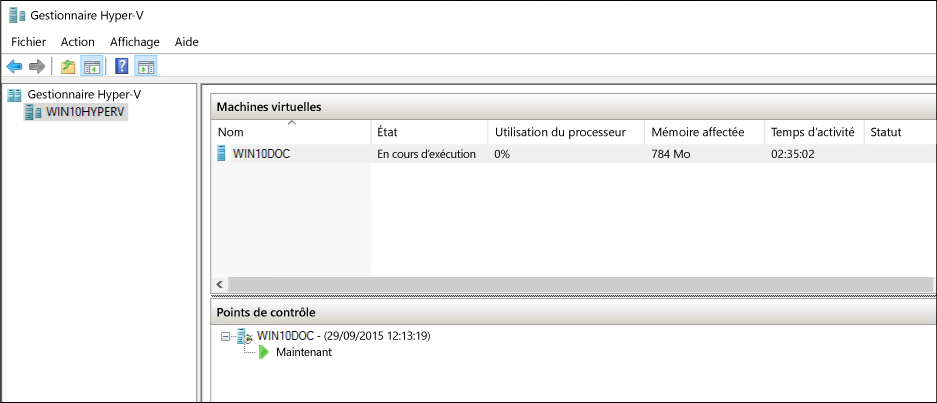 Gestionnaire Hyper-V
Fichier Action Affichage Aide
Gestionnaire Hyper-V
WIN10HYPERV
Machines virtuelles
Nom État Utilisation du processeur Mémoire affectée Temps d'activité Statut
WIN10DOC En cours d'exécution 0% 784 Mo 02:35:02
Points de contrôle
WIN10DOC - (29/09/2015 12:13:19)
Maintenant